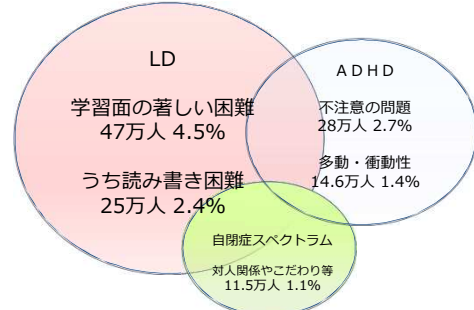 LD
学習面の著しい困難
47万人 4.5%
うち読み書き困難
25万人 2.4%
ＡＤＨＤ
不注意の問題
28万人 2.7%
多動・衝動性
14.6万人 1.4%
自閉症スペクトラム
対人関係やこだわり等
11.5万人 1.1%